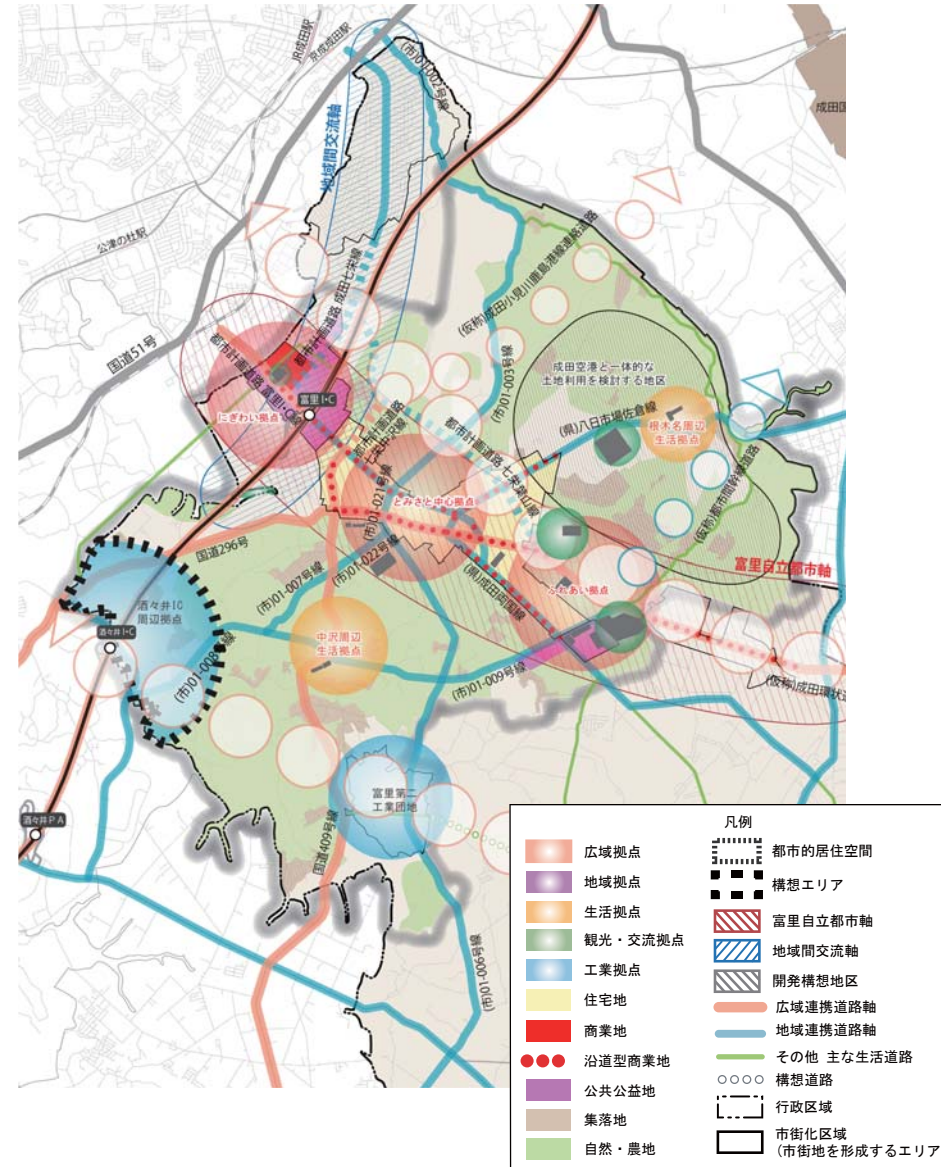 JR成田駅
京成成田駅
(市)01-002号線
成田国
地域間交流軸
公津の杜駅
(仮称)成田小見川鹿島港線連絡道路
都市計画道路 成田七栄線
国道51号
都市計画道路 富里I・C線
富里I・C
にぎわい拠点
(市)01-003号線
成田空港と一体的な
土地利用を検討する地区
(県)八日市場佐倉線
根木名周辺
生活拠点
都市計画道路
七栄中沢線
都市計画道路 七栄葉山線
(市)01-021号線
とみさと中心拠点
(仮称)都市間幹線道路
国道296号
(市)01-022号線
(市)01-007号線
(県)成田両国線
富里自立都市軸
ふれあい拠点
酒々井IC
周辺拠点
酒々井I・C
(市)01-008号線
中沢周辺
生活拠点
(市)01-009号線
(仮称)成田環状道
富里第二
工業団地
酒々井PA
国道409号線
(市)01-006号線
凡例
広域拠点
地域拠点
生活拠点
観光・交流拠点
工業拠点
住宅地
商業地
沿道型商業地
公共公益地
集落地
自然・農地
都市的居住空間
構想エリア
富里自立都市軸
地域間交流軸
開発構想地区
広域連携道路軸
地域連携道路軸
その他 主な生活道路
構想道路
行政区域
市街化区域
(市街地を形成するエリア